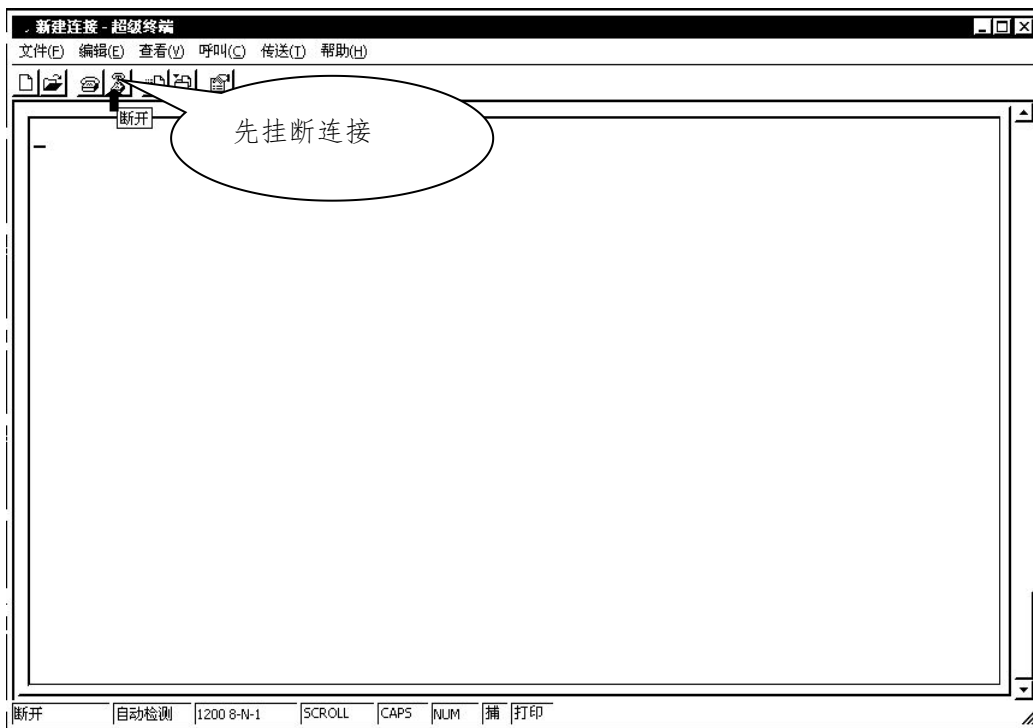 新建连接 - 超级终端
文件(F) 编辑(E) 查看(V) 呼叫(C) 传送(T) 帮助(H)
断开
先挂断连接
断开 自动检测 1200 8-N-1 SCROLL CAPS NUM 捕 打印